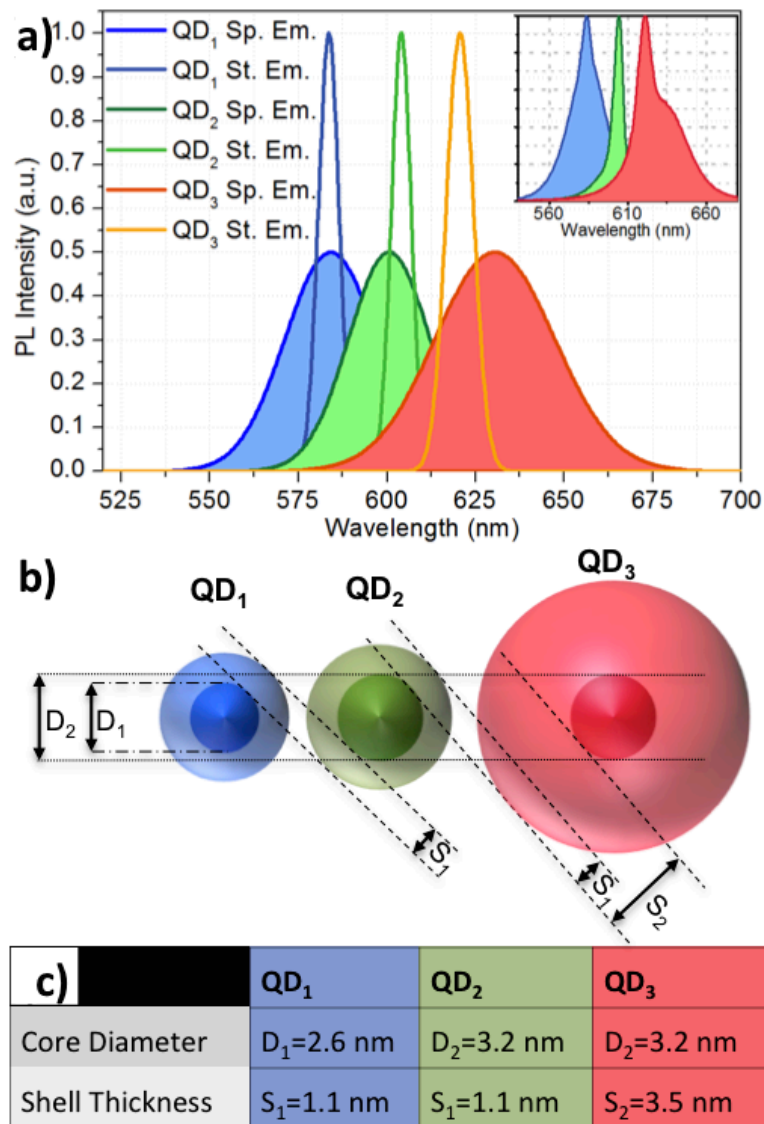 a)
PL Intensity (a.u.)
1.0
0.9
0.8
0.7
0.6
0.5
0.4
0.3
0.2
0.1
0.0
QD₁ Sp. Em.
QD₁ St. Em.
QD₂ Sp. Em.
QD₂ St. Em.
QD₃ Sp. Em.
QD₃ St. Em.
560 610 660
Wavelength (nm)
525 550 575 600 625 650 675 700
Wavelength (nm)
b)
QD₁ QD₂ QD₃
D₂ D₁
S₁ S₁ S₂
c) QD₁ QD₂ QD₃
Core Diameter D₁=2.6 nm D₂=3.2 nm D₂=3.2 nm
Shell Thickness S₁=1.1 nm S₁=1.1 nm S₂=3.5 nm